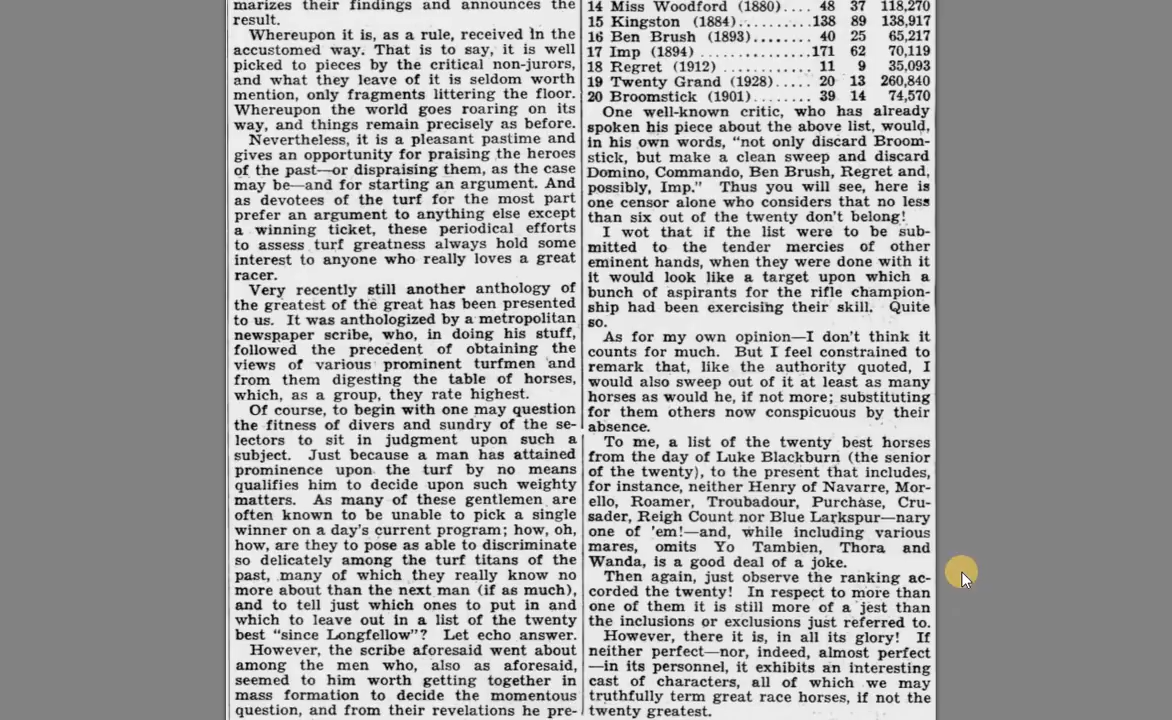 marizes their findings and announces the
result.
Whereupon it is, as a rule, received in the
accustomed way. That is to say, it is well
picked to pieces by the critical non-jurors,
and what they leave of it is seldom worth
mention, only fragments littering the floor.
Whereupon the world goes roaring on its
way, and things remain precisely as before.
Nevertheless, it is a pleasant pastime and
gives an opportunity for praising the heroes
of the past—or dispraising them, as the case
may be—and for starting an argument. And
as devotees of the turf for the most part
prefer an argument to anything else except
a winning ticket, these periodical efforts
to assess turf greatness always hold some
interest to anyone who really loves a great
racer.
Very recently still another anthology of
the greatest of the great has been presented
to us. It was anthologized by a metropolitan
newspaper scribe, who, in doing his stuff,
followed the precedent of obtaining the
views of various prominent turfmen and
from them digesting the table of horses,
which, as a group, they rate highest.
Of course, to begin with one may question
the fitness of divers and sundry of the se-
lectors to sit in judgment upon such a
subject. Just because a man has attained
prominence upon the turf by no means
qualifies him to decide upon such weighty
matters. As many of these gentlemen are
often known to be unable to pick a single
winner on a day's current program; how, oh,
how, are they to pose as able to discriminate
so delicately among the turf titans of the
past, many of which they really know no
more about than the next man (if as much),
and to tell just which ones to put in and
which to leave out in a list of the twenty
best "since Longfellow"? Let echo answer.
However, the scribe aforesaid went about
among the men who, also as aforesaid,
seemed to him worth getting together in
mass formation to decide the momentous
question, and from their revelations he pre-
14 Miss Woodford (1880).... 48 37 118,270
15 Kingston (1884)..........138 89 138,917
16 Ben Brush (1893)........ 40 25 65,217
17 Imp (1894) ..............171 62 70,119
18 Regret (1912) ........... 11 9 35,093
19 Twenty Grand (1928)..... 20 13 260,840
20 Broomstick (1901)........ 39 14 74,570
One well-known critic, who has already
spoken his piece about the above list, would,
in his own words, "not only discard Broom-
stick, but make a clean sweep and discard
Domino, Commando, Ben Brush, Regret and,
possibly, Imp." Thus you will see, here is
one censor alone who considers that no less
than six out of the twenty don't belong!
I wot that if the list were to be sub-
mitted to the tender mercies of other
eminent hands, when they were done with it
it would look like a target upon which a
bunch of aspirants for the rifle champion-
ship had been exercising their skill. Quite
so.
As for my own opinion—I don't think it
counts for much. But I feel constrained to
remark that, like the authority quoted, I
would also sweep out of it at least as many
horses as would he, if not more; substituting
for them others now conspicuous by their
absence.
To me, a list of the twenty best horses
from the day of Luke Blackburn (the senior
of the twenty), to the present that includes,
for instance, neither Henry of Navarre, Mor-
ello, Roamer, Troubadour, Purchase, Cru-
sader, Reigh Count nor Blue Larkspur—nary
one of 'em!—and, while including various
mares, omits Yo Tambien, Thora and
Wanda, is a good deal of a joke.
Then again, just observe the ranking ac-
corded the twenty! In respect to more than
one of them it is still more of a jest than
the inclusions or exclusions just referred to.
However, there it is, in all its glory! If
neither perfect—nor, indeed, almost perfect
—in its personnel, it exhibits an interesting
cast of characters, all of which we may
truthfully term great race horses, if not the
twenty greatest.